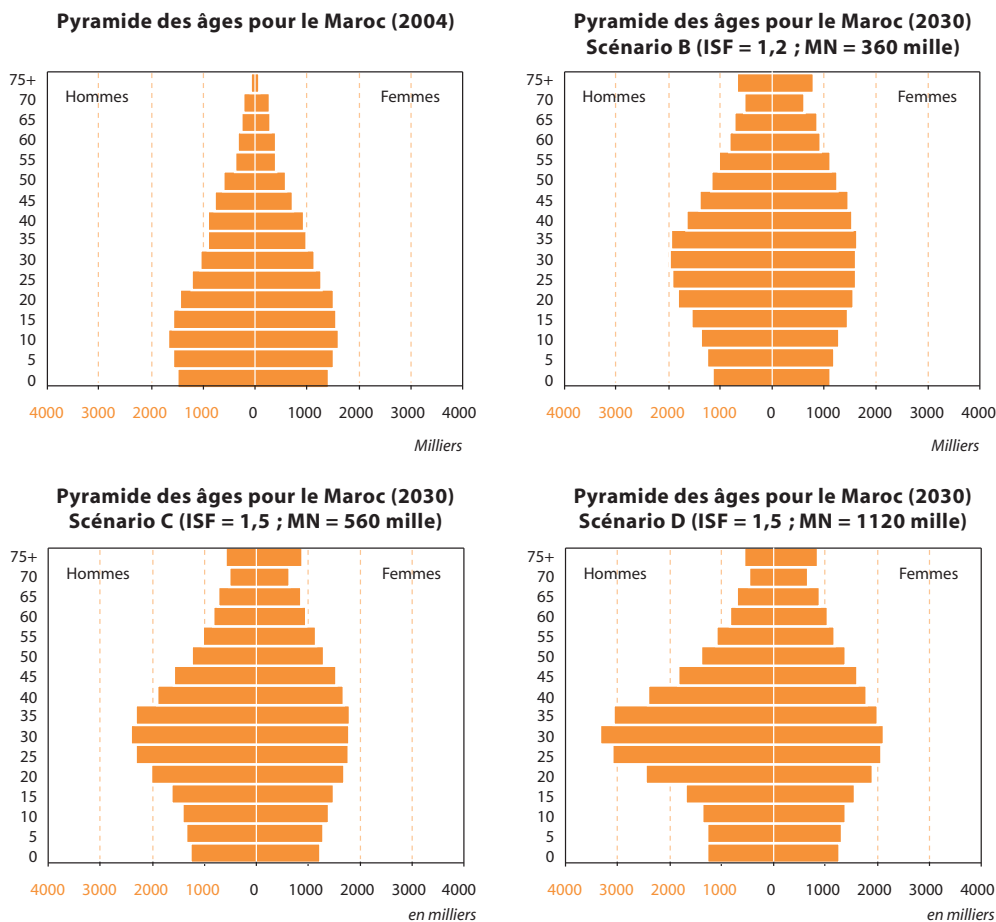 Pyramide des âges pour le Maroc (2004)
75+
70
65
60
55
50
45
40
35
30
25
20
15
10
5
0
Hommes
Femmes
4000 3000 2000 1000 0 1000 2000 3000 4000
Milliers
Pyramide des âges pour le Maroc (2030)
Scénario B (ISF = 1,2 ; MN = 360 mille)
75+
70
65
60
55
50
45
40
35
30
25
20
15
10
5
0
Hommes
Femmes
4000 3000 2000 1000 0 1000 2000 3000 4000
Milliers
Pyramide des âges pour le Maroc (2030)
Scénario C (ISF = 1,5 ; MN = 560 mille)
75+
70
65
60
55
50
45
40
35
30
25
20
15
10
5
0
Hommes
Femmes
4000 3000 2000 1000 0 1000 2000 3000 4000
en milliers
Pyramide des âges pour le Maroc (2030)
Scénario D (ISF = 1,5 ; MN = 1120 mille)
75+
70
65
60
55
50
45
40
35
30
25
20
15
10
5
0
Hommes
Femmes
4000 3000 2000 1000 0 1000 2000 3000 4000
en milliers